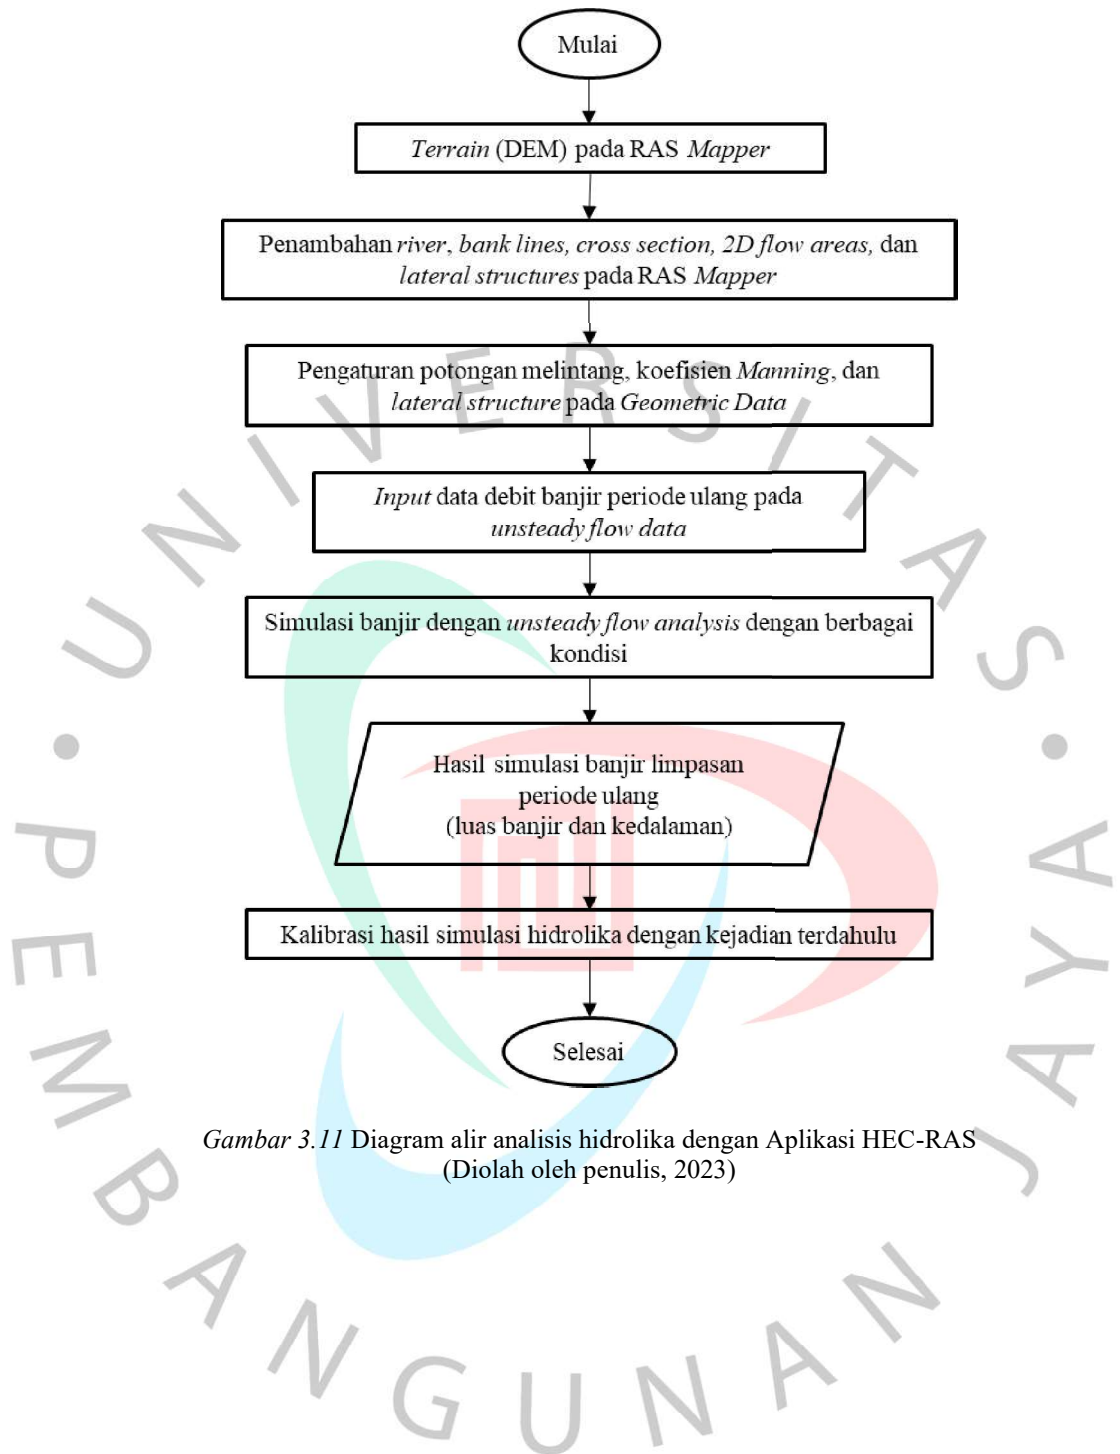 Mulai
Terrain (DEM) pada RAS Mapper
Penambahan river, bank lines, cross section, 2D flow areas, dan
lateral structures pada RAS Mapper
Pengaturan potongan melintang, koefisien Manning, dan
lateral structure pada Geometric Data
Input data debit banjir periode ulang pada
unsteady flow data
Simulasi banjir dengan unsteady flow analysis dengan berbagai
kondisi
Hasil simulasi banjir limpasan
periode ulang
(luas banjir dan kedalaman)
Kalibrasi hasil simulasi hidrolika dengan kejadian terdahulu
Selesai
Gambar 3.11 Diagram alir analisis hidrolika dengan Aplikasi HEC-RAS
(Diolah oleh penulis, 2023)
UNIVERSITAS • PEMBANGUNAN JAYA •